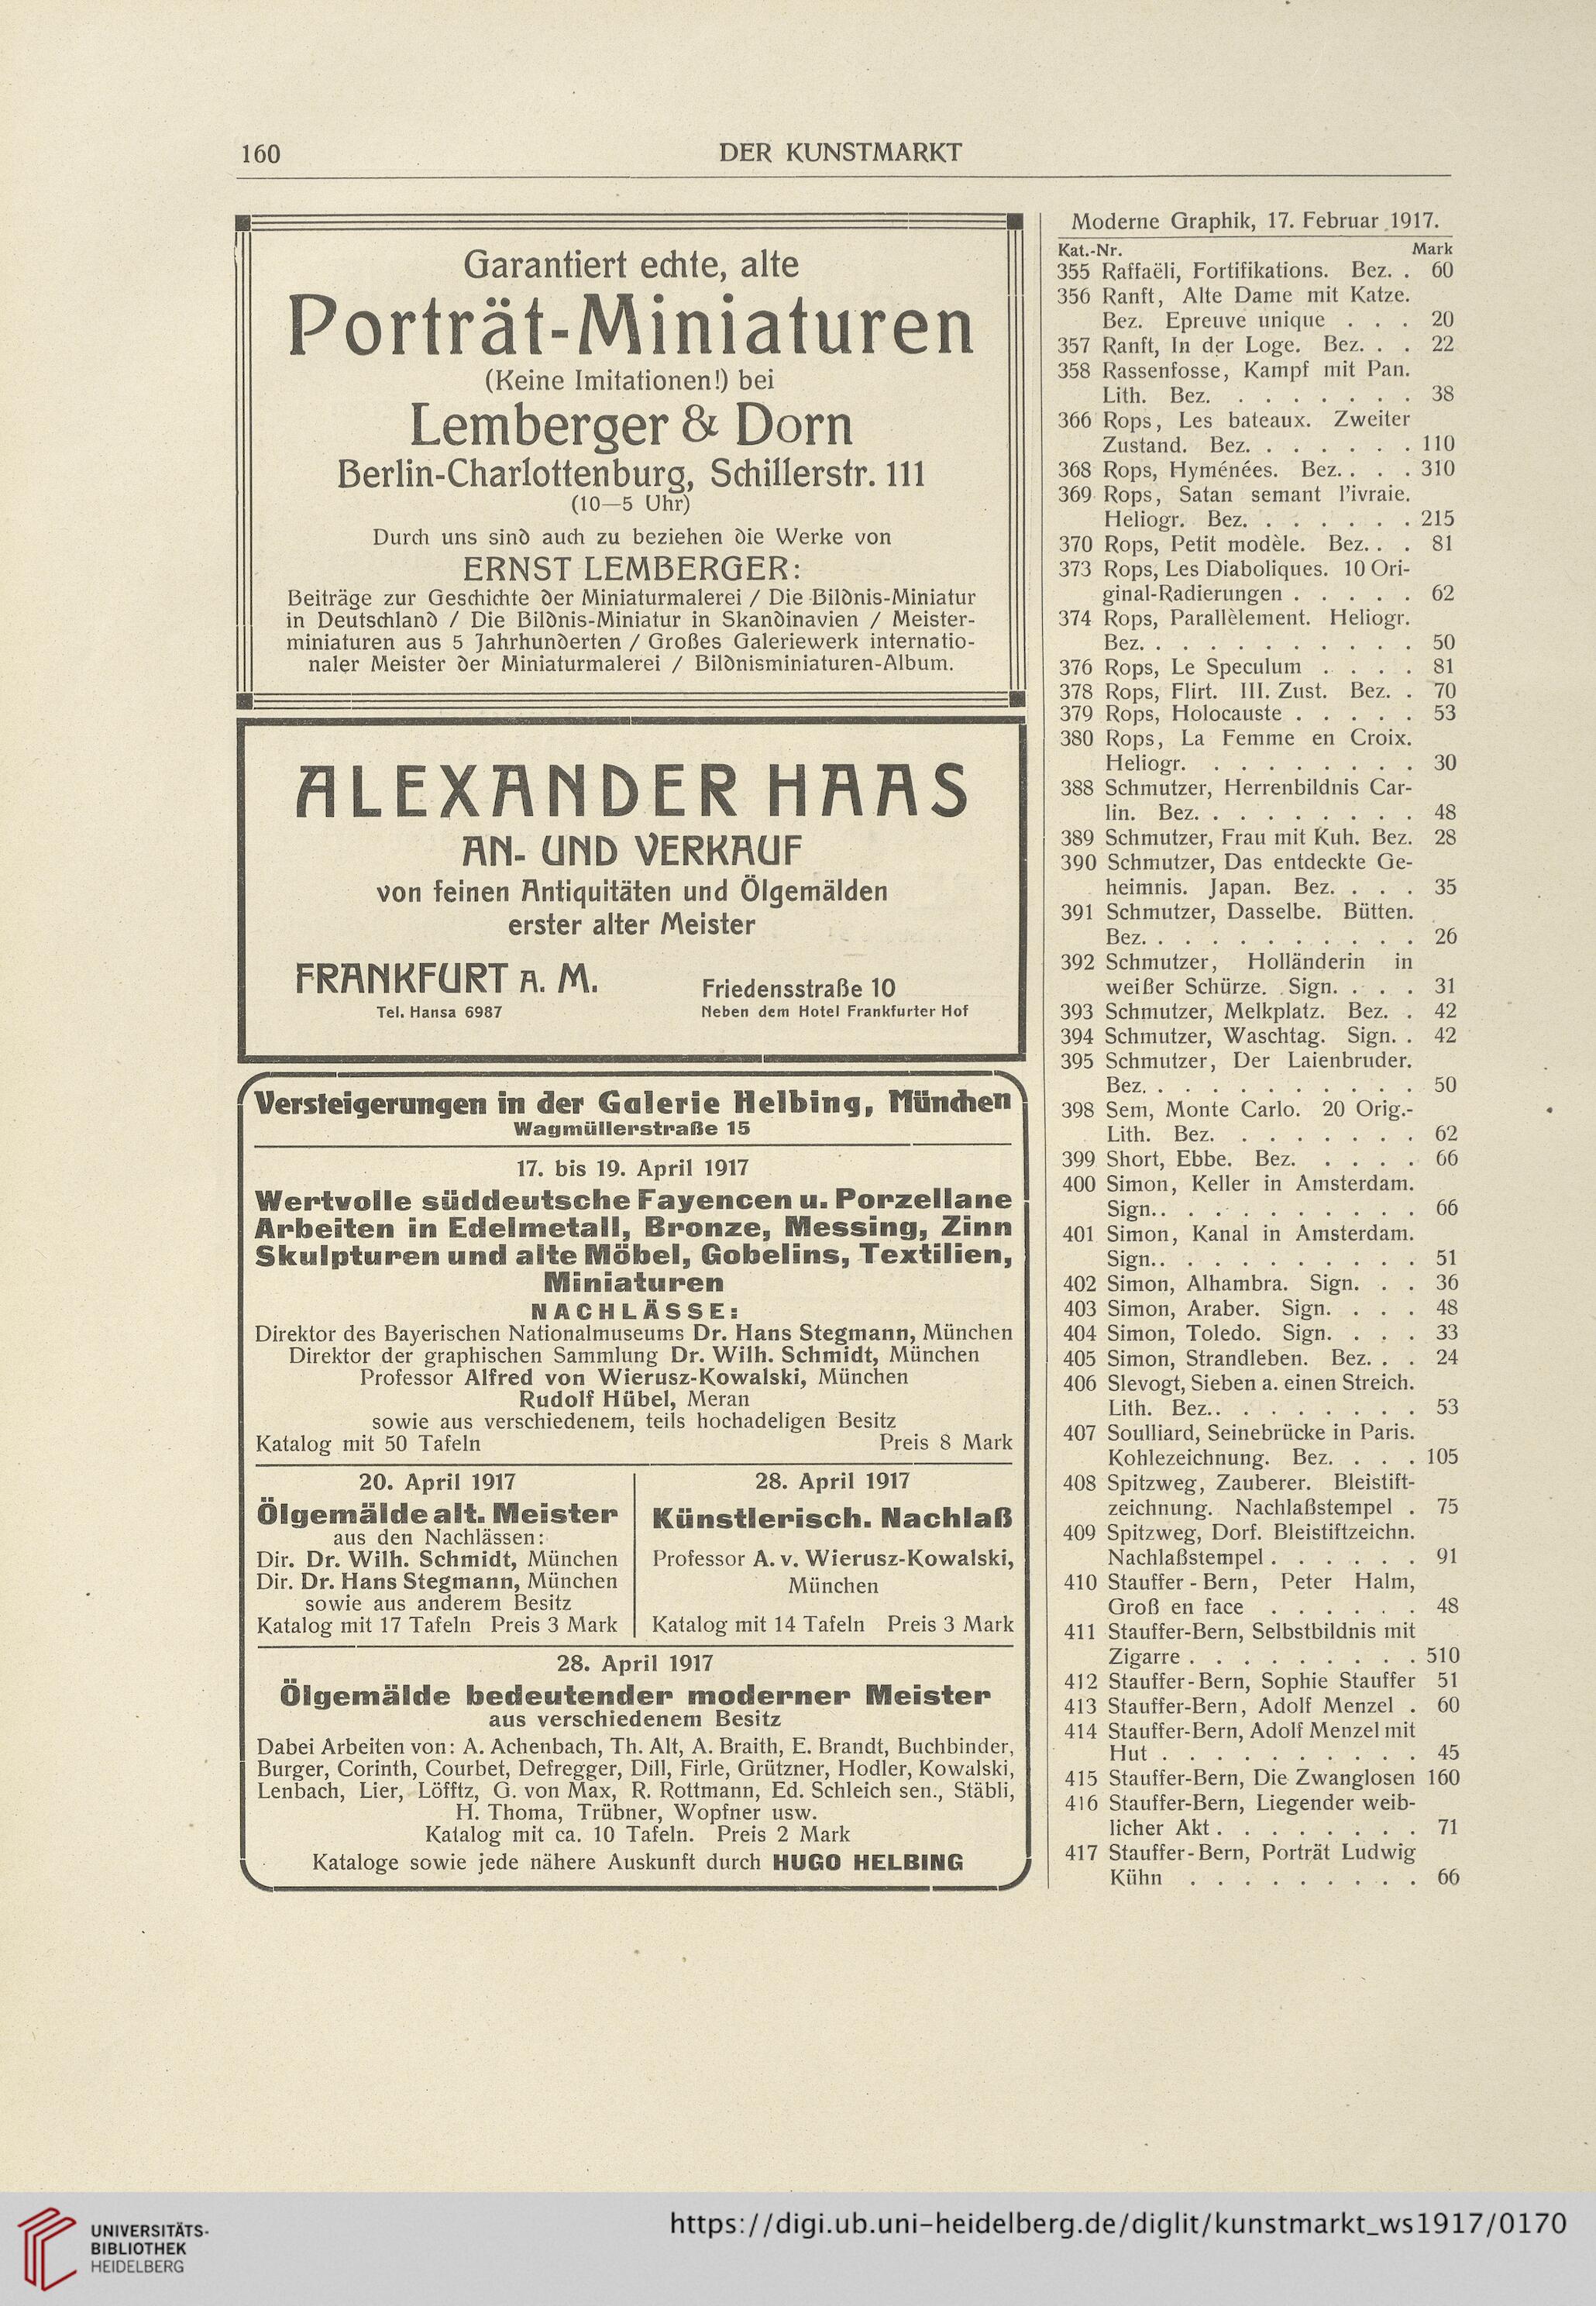 160
DER KUNSTMARKT
Garantiert echte, alte
Porträt-Miniaturen
(Keine Imitationen!) bei
Lemberger & Dorn
Berlin-Charlottenburg, Schillerstr. 111
(10—5 Uhr)
Durch uns sind auch zu beziehen die Werke von
ERNST LEMBERGER:
Beiträge zur Geschichte der Miniaturmalerei / Die Bildnis-Miniatur
in Deutschland / Die Bildnis-Miniatur in Skandinavien / Meister-
miniaturen aus 5 Jahrhunderten / Großes Galeriewerk internatio-
naler Meister der Miniaturmalerei / Bildnisminiaturen-Album.
ALEXANDER HAAS
AN- UND VERKAUF
von feinen Antiquitäten und Ölgemälden
erster alter Meister
FRANKFURT A. M.
Tel. Hansa 6987
Friedensstraße 10
Neben dem Hotel Frankfurter Hof
Versteigerungen in der Galerie Helbing, München
Wagmüllerstraße 15
17. bis 19. April 1917
Wertvolle süddeutsche Fayencen u. Porzellane
Arbeiten in Edelmetall, Bronze, Messing, Zinn
Skulpturen und alte Möbel, Gobelins, Textilien,
Miniaturen
NACHLÄSSE:
Direktor des Bayerischen Nationalmuseums Dr. Hans Stegmann, München
Direktor der graphischen Sammlung Dr. Wilh. Schmidt, München
Professor Alfred von Wierusz-Kowalski, München
Rudolf Hübel, Meran
sowie aus verschiedenem, teils hochadeligen Besitz
Katalog mit 50 Tafeln Preis 8 Mark
20. April 1917
Ölgemälde alt. Meister
aus den Nachlässen:
Dir. Dr. Wilh. Schmidt, München
Dir. Dr. Hans Stegmann, München
sowie aus anderem Besitz
Katalog mit 17 Tafeln Preis 3 Mark
28. April 1917
Künstlerisch. Nachlaß
Professor A. v. Wierusz-Kowalski,
München
Katalog mit 14 Tafeln Preis 3 Mark
28. April 1917
Ölgemälde bedeutender moderner Meister
aus verschiedenem Besitz
Dabei Arbeiten von: A. Achenbach, Th. Alt, A. Braith, E. Brandt, Buchbinder,
Burger, Corinth, Courbet, Defregger, Dill, Firle, Grützner, Hodler, Kowalski,
Lenbach, Lier, Löfftz, G. von Max, R. Rottmann, Ed. Schleich sen., Stäbli,
H. Thoma, Trübner, Wopfner usw.
Katalog mit ca. 10 Tafeln. Preis 2 Mark
Kataloge sowie jede nähere Auskunft durch HUGO HELBING
Moderne Graphik, 17. Februar 1917.
Kat.-Nr. Mark
355 Raffaëli, Fortifikations. Bez. . 60
356 Ranft, Alte Dame mit Katze.
Bez. Epreuve unique . . . 20
357 Ranft, In der Loge. Bez. . . 22
358 Rassenfosse, Kampf mit Pan.
Lith. Bez. . . . . . . . 38
366 Rops, Les bateaux. Zweiter
Zustand. Bez. . . . . . . 110
368 Rops, Hyménées. Bez. . . . 310
369 Rops, Satan semant l'ivraie.
Heliogr. Bez. . . . . . . 215
370 Rops, Petit modèle. Bez. . . 81
373 Rops, Les Diaboliques. 10 Ori-
ginal-Radierungen . . . . . 62
374 Rops, Parallèlement. Heliogr.
Bez. . . . . . . . . . . 50
376 Rops, Le Speculum . . . . 81
378 Rops, Flirt. III. Zust. Bez. . 70
379 Rops, Holocauste . . . . . 53
380 Rops, La Femme en Croix.
Heliogr. . . . . . . . . 30
388 Schmutzer, Herrenbildnis Car-
lin. Bez. . . . . . . . . 48
389 Schmutzer, Frau mit Kuh. Bez. 28
390 Schmutzer, Das entdeckte Ge-
heimnis. Japan. Bez. . . . 35
391 Schmutzer, Dasselbe. Bütten.
Bez. . . . . . . . . . . 26
392 Schmutzer, Holländerin in
weißer Schürze. Sign. . . . 31
393 Schmutzer, Melkplatz. Bez. . 42
394 Schmutzer, Waschtag. Sign. . 42
395 Schmutzer, Der Laienbruder.
Bez. . . . . . . . . . . 50
398 Sem, Monte Carlo. 20 Orig.-
Lith. Bez. . . . . . . . 62
399 Short, Ebbe. Bez. . . . . 66
400 Simon, Keller in Amsterdam.
Sign. . . . . . . . . . . 66
401 Simon, Kanal in Amsterdam.
Sign. . . . . . . . . . . 51
402 Simon, Alhambra. Sign. . . 36
403 Simon, Araber. Sign. . . . 48
404 Simon, Toledo. Sign. . . . 33
405 Simon, Strandleben. Bez. . . 24
406 Slevogt, Sieben a. einen Streich.
Lith. Bez. . . . . . . . . 53
407 Soulliard, Seinebrücke in Paris.
Kohlezeichnung. Bez. . . . 105
408 Spitzweg, Zauberer. Bleistift-
zeichnung. Nachlaßstempel . 75
409 Spitzweg, Dorf. Bleistiftzeichn.
Nachlaßstempel . . . . . . 91
410 Stauffer-Bern, Peter Halm,
Groß en face . . . . . . 48
411 Stauffer-Bern, Selbstbildnis mit
Zigarre . . . . . . . . . 510
412 Stauffer-Bern, Sophie Stauffer 51
413 Stauffer-Bern, Adolf Menzel . 60
414 Stauffer-Bern, Adolf Menzel mit
Hut . . . . . . . . . . 45
415 Stauffer-Bern, Die Zwanglosen 160
416 Stauffer-Bern, Liegender weib-
licher Akt . . . . . . . . 71
417 Stauffer-Bern, Porträt Ludwig
Kühn . . . . . . . . . 66
UNIVERSITÄTS-
BIBLIOTHEK
HEIDELBERG
https://digi.ub.uni-heidelberg.de/diglit/kunstmarkt_ws1917/0170